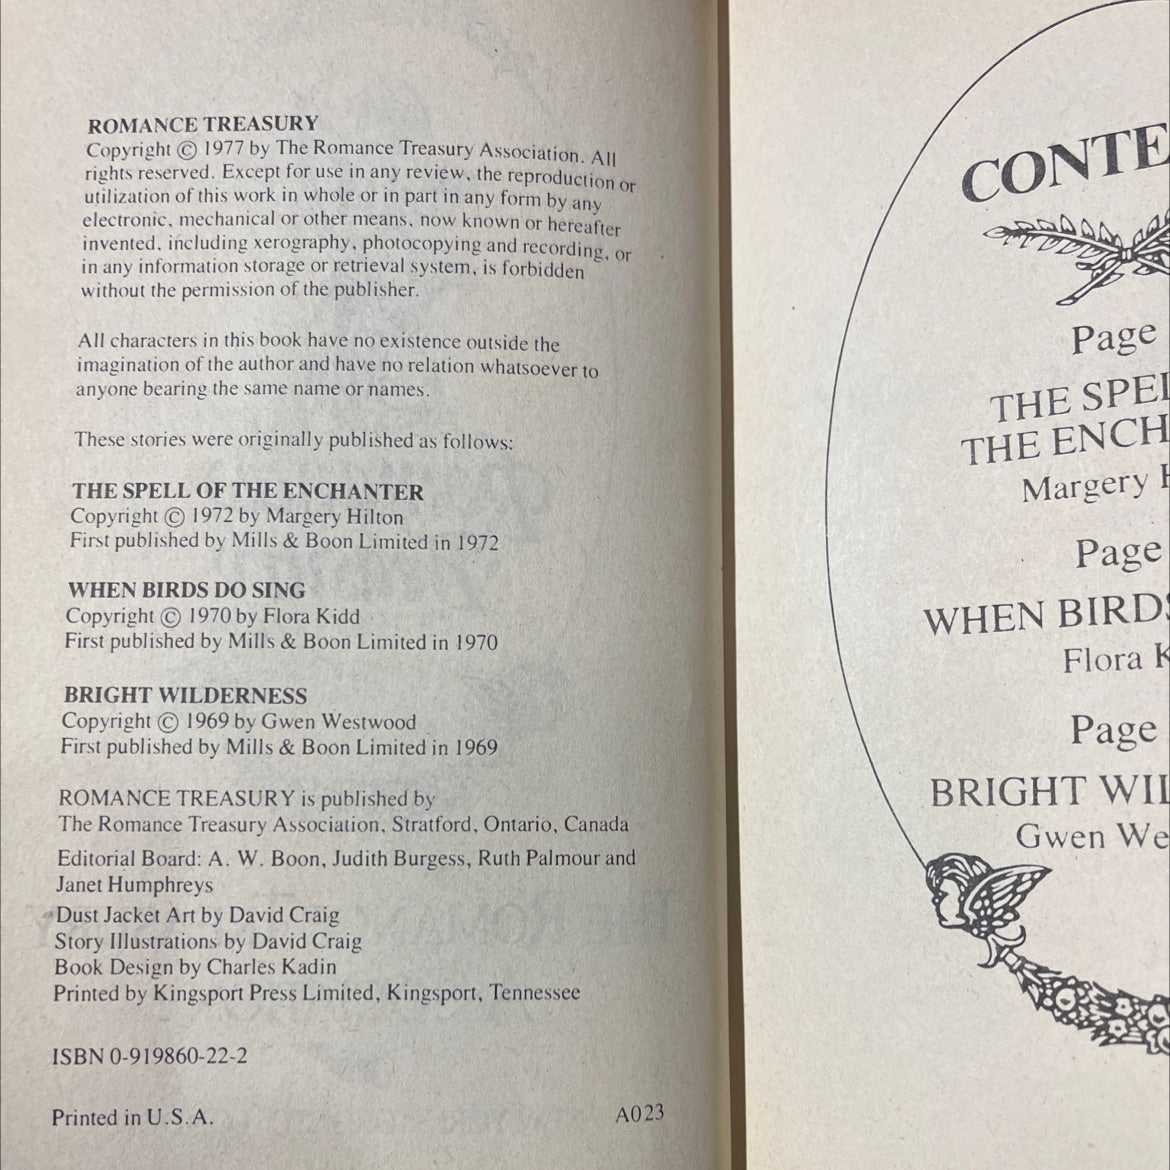 ROMANCE TREASURY
Copyright © 1977 by The Romance Treasury Association. All
rights reserved. Except for use in any review, the reproduction or
utilization of this work in whole or in part in any form by any
electronic, mechanical or other means, now known or hereafter
invented, including xerography, photocopying and recording, or
in any information storage or retrieval system, is forbidden
without the permission of the publisher.
All characters in this book have no existence outside the
imagination of the author and have no relation whatsoever to
anyone bearing the same name or names.
These stories were originally published as follows:
THE SPELL OF THE ENCHANTER
Copyright © 1972 by Margery Hilton
First published by Mills & Boon Limited in 1972
WHEN BIRDS DO SING
Copyright © 1970 by Flora Kidd
First published by Mills & Boon Limited in 1970
BRIGHT WILDERNESS
Copyright © 1969 by Gwen Westwood
First published by Mills & Boon Limited in 1969
ROMANCE TREASURY is published by
The Romance Treasury Association, Stratford, Ontario, Canada
Editorial Board: A. W. Boon, Judith Burgess, Ruth Palmour and
Janet Humphreys
Dust Jacket Art by David Craig
Story Illustrations by David Craig
Book Design by Charles Kadin
Printed by Kingsport Press Limited, Kingsport, Tennessee
ISBN 0-919860-22-2
Printed in U.S.A. A023
CONTE
Page
THE SPEL
THE ENCH
Margery H
Page
WHEN BIRDS
Flora K
Page
BRIGHT WIL
Gwen We